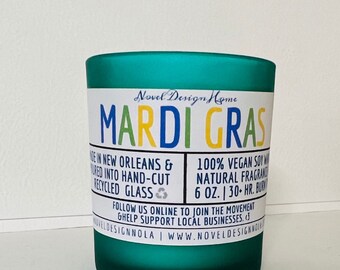 Novel Design Home
MARDI GRAS
MADE IN NEW ORLEANS &
POURED INTO HAND-CUT
RECYCLED GLASS♻
100% VEGAN SOY WAX
NATURAL FRAGRANCE
6 OZ. | 30+ HR. BURN
FOLLOW US ONLINE TO JOIN THE MOVEMENT
&HELP SUPPORT LOCAL BUSINESSES. <3
NOVELDESIGNNOLA | WWW.NOVELDESIGN